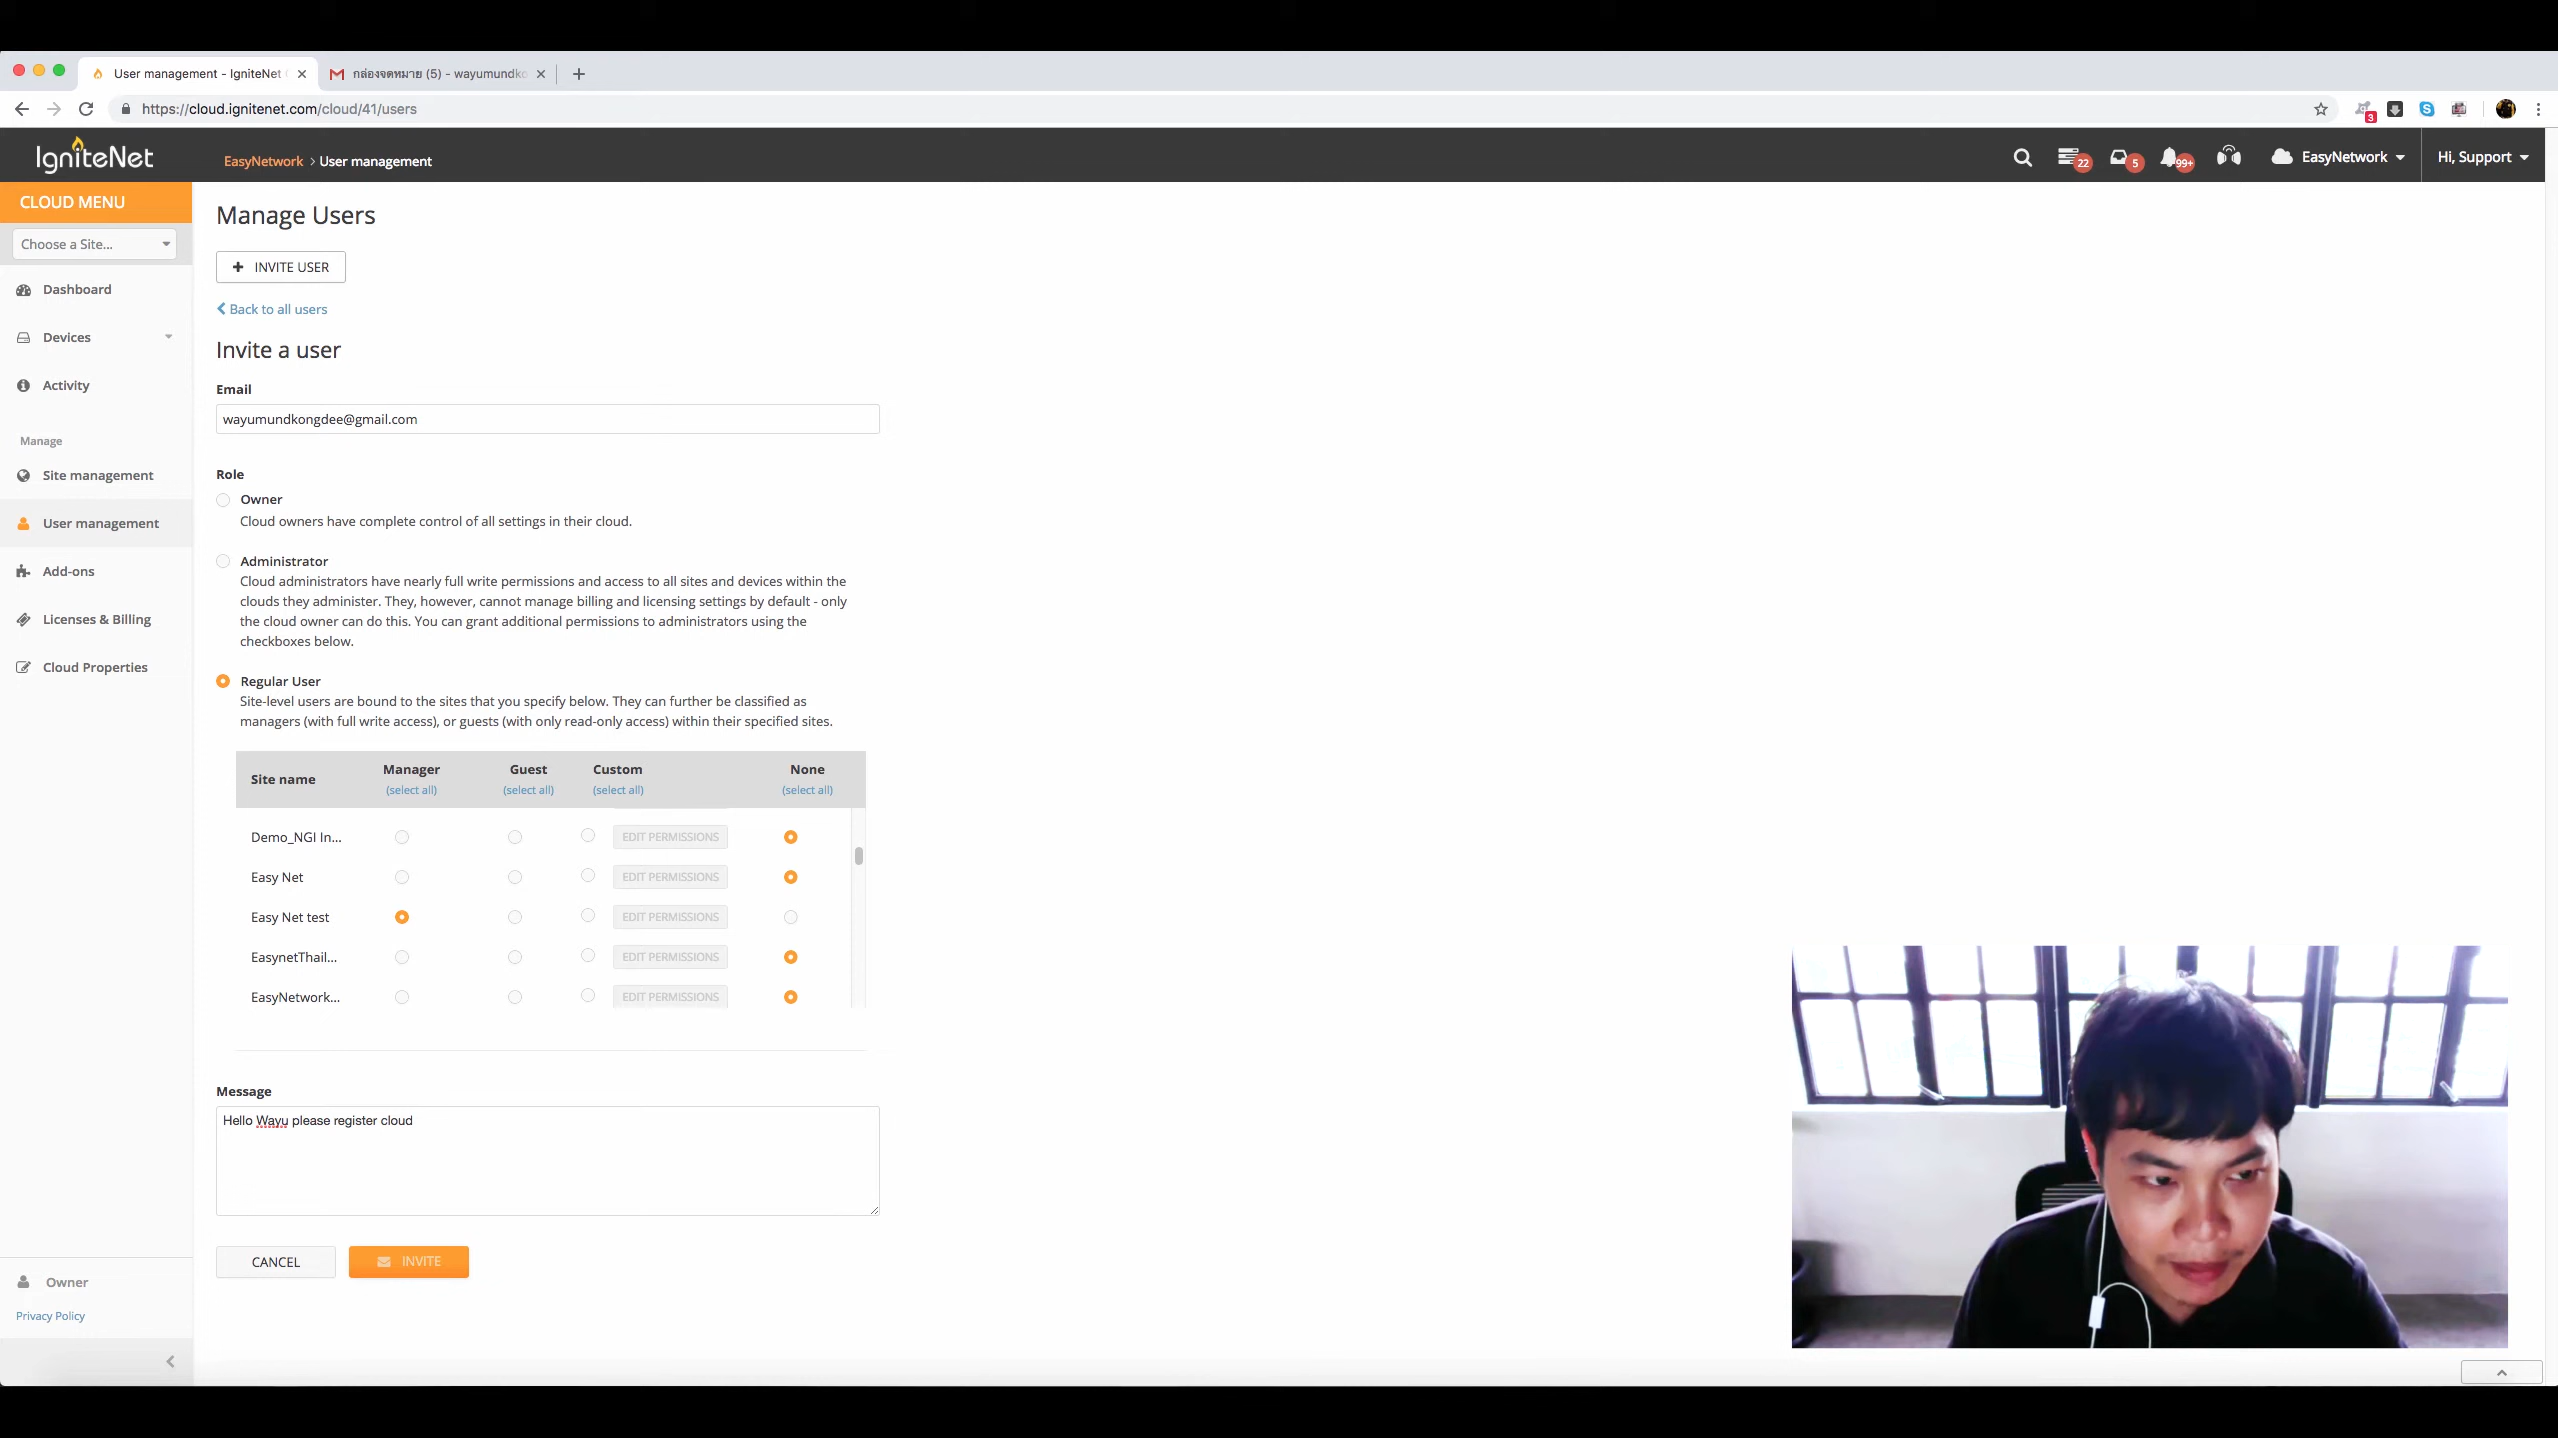 User management - IgniteNet
กล่องจดหมาย (5) - wayumundko
https://cloud.ignitenet.com/cloud/41/users
3
IgniteNet
EasyNetwork > User management
22
5
99+
EasyNetwork
Hi, Support
CLOUD MENU
Choose a Site...
Dashboard
Devices
Activity
Manage
Site management
User management
Add-ons
Licenses & Billing
Cloud Properties
Owner
Privacy Policy
Manage Users
INVITE USER
Back to all users
Invite a user
Email
wayumundkongdee@gmail.com
Role
Owner
Cloud owners have complete control of all settings in their cloud.
Administrator
Cloud administrators have nearly full write permissions and access to all sites and devices within the
clouds they administer. They, however, cannot manage billing and licensing settings by default - only
the cloud owner can do this. You can grant additional permissions to administrators using the
checkboxes below.
Regular User
Site-level users are bound to the sites that you specify below. They can further be classified as
managers (with full write access), or guests (with only read-only access) within their specified sites.
Site name Manager Guest Custom None
(select all) (select all) (select all) (select all)
Demo_NGI In... EDIT PERMISSIONS
Easy Net EDIT PERMISSIONS
Easy Net test EDIT PERMISSIONS
EasynetThail... EDIT PERMISSIONS
EasyNetwork... EDIT PERMISSIONS
Message
Hello Wayu please register cloud
CANCEL INVITE